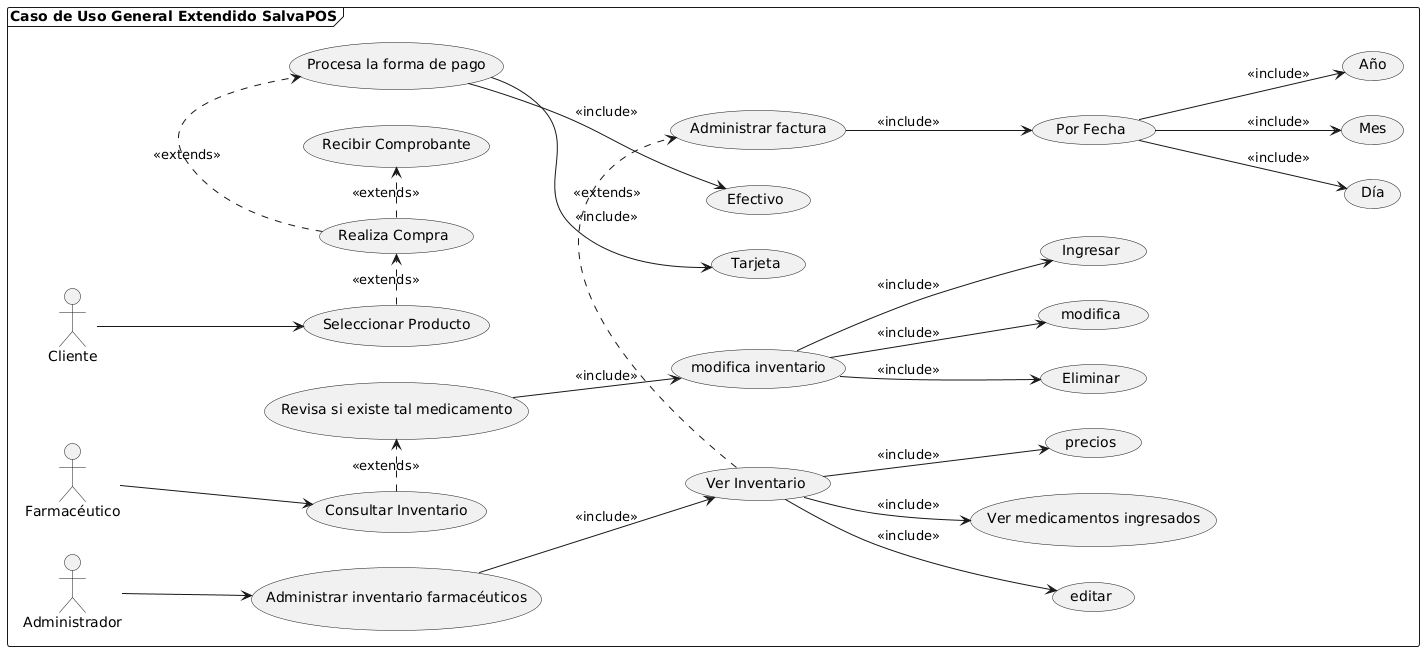 Caso de Uso General Extendido SalvaPOS
Procesa la forma de pago
Año
«include»
«include»
Administrar factura
«include»
Por Fecha
«include»
Mes
Recibir Comprobante
«extends»
«include»
«extends»
«extends»
Efectivo
Día
«include»
Realiza Compra
Ingresar
Tarjeta
«extends»
«include»
modifica
Seleccionar Producto
«include»
Cliente
modifica inventario
«include»
«include»
Eliminar
Revisa si existe tal medicamento
precios
«include»
«extends»
Ver Inventario
Farmacéutico
Consultar Inventario
«include»
«include»
Ver medicamentos ingresados
«include»
Administrador
Administrar inventario farmacéuticos
editar